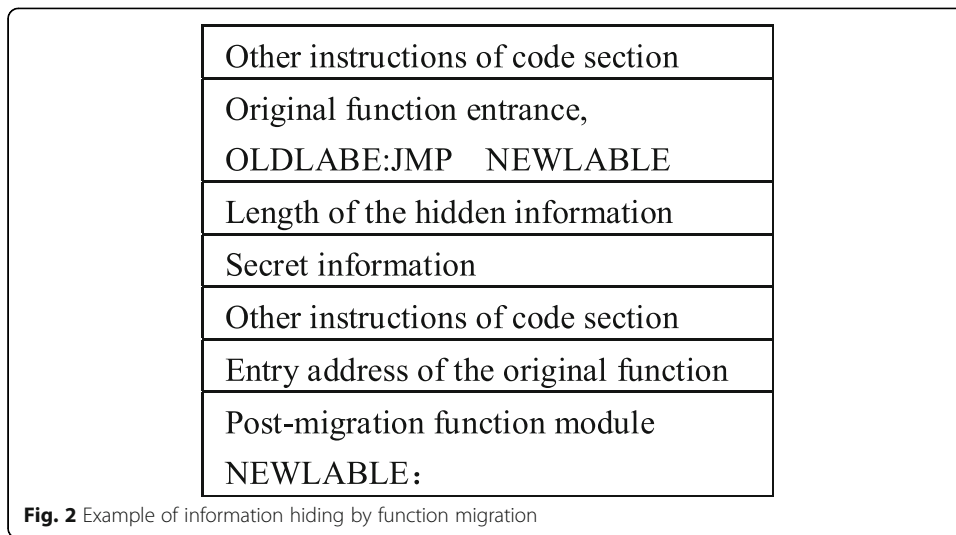 Other instructions of code section
Original function entrance,
OLDLABE:JMP NEWLABLE
Length of the hidden information
Secret information
Other instructions of code section
Entry address of the original function
Post-migration function module
NEWLABLE：
Fig. 2 Example of information hiding by function migration